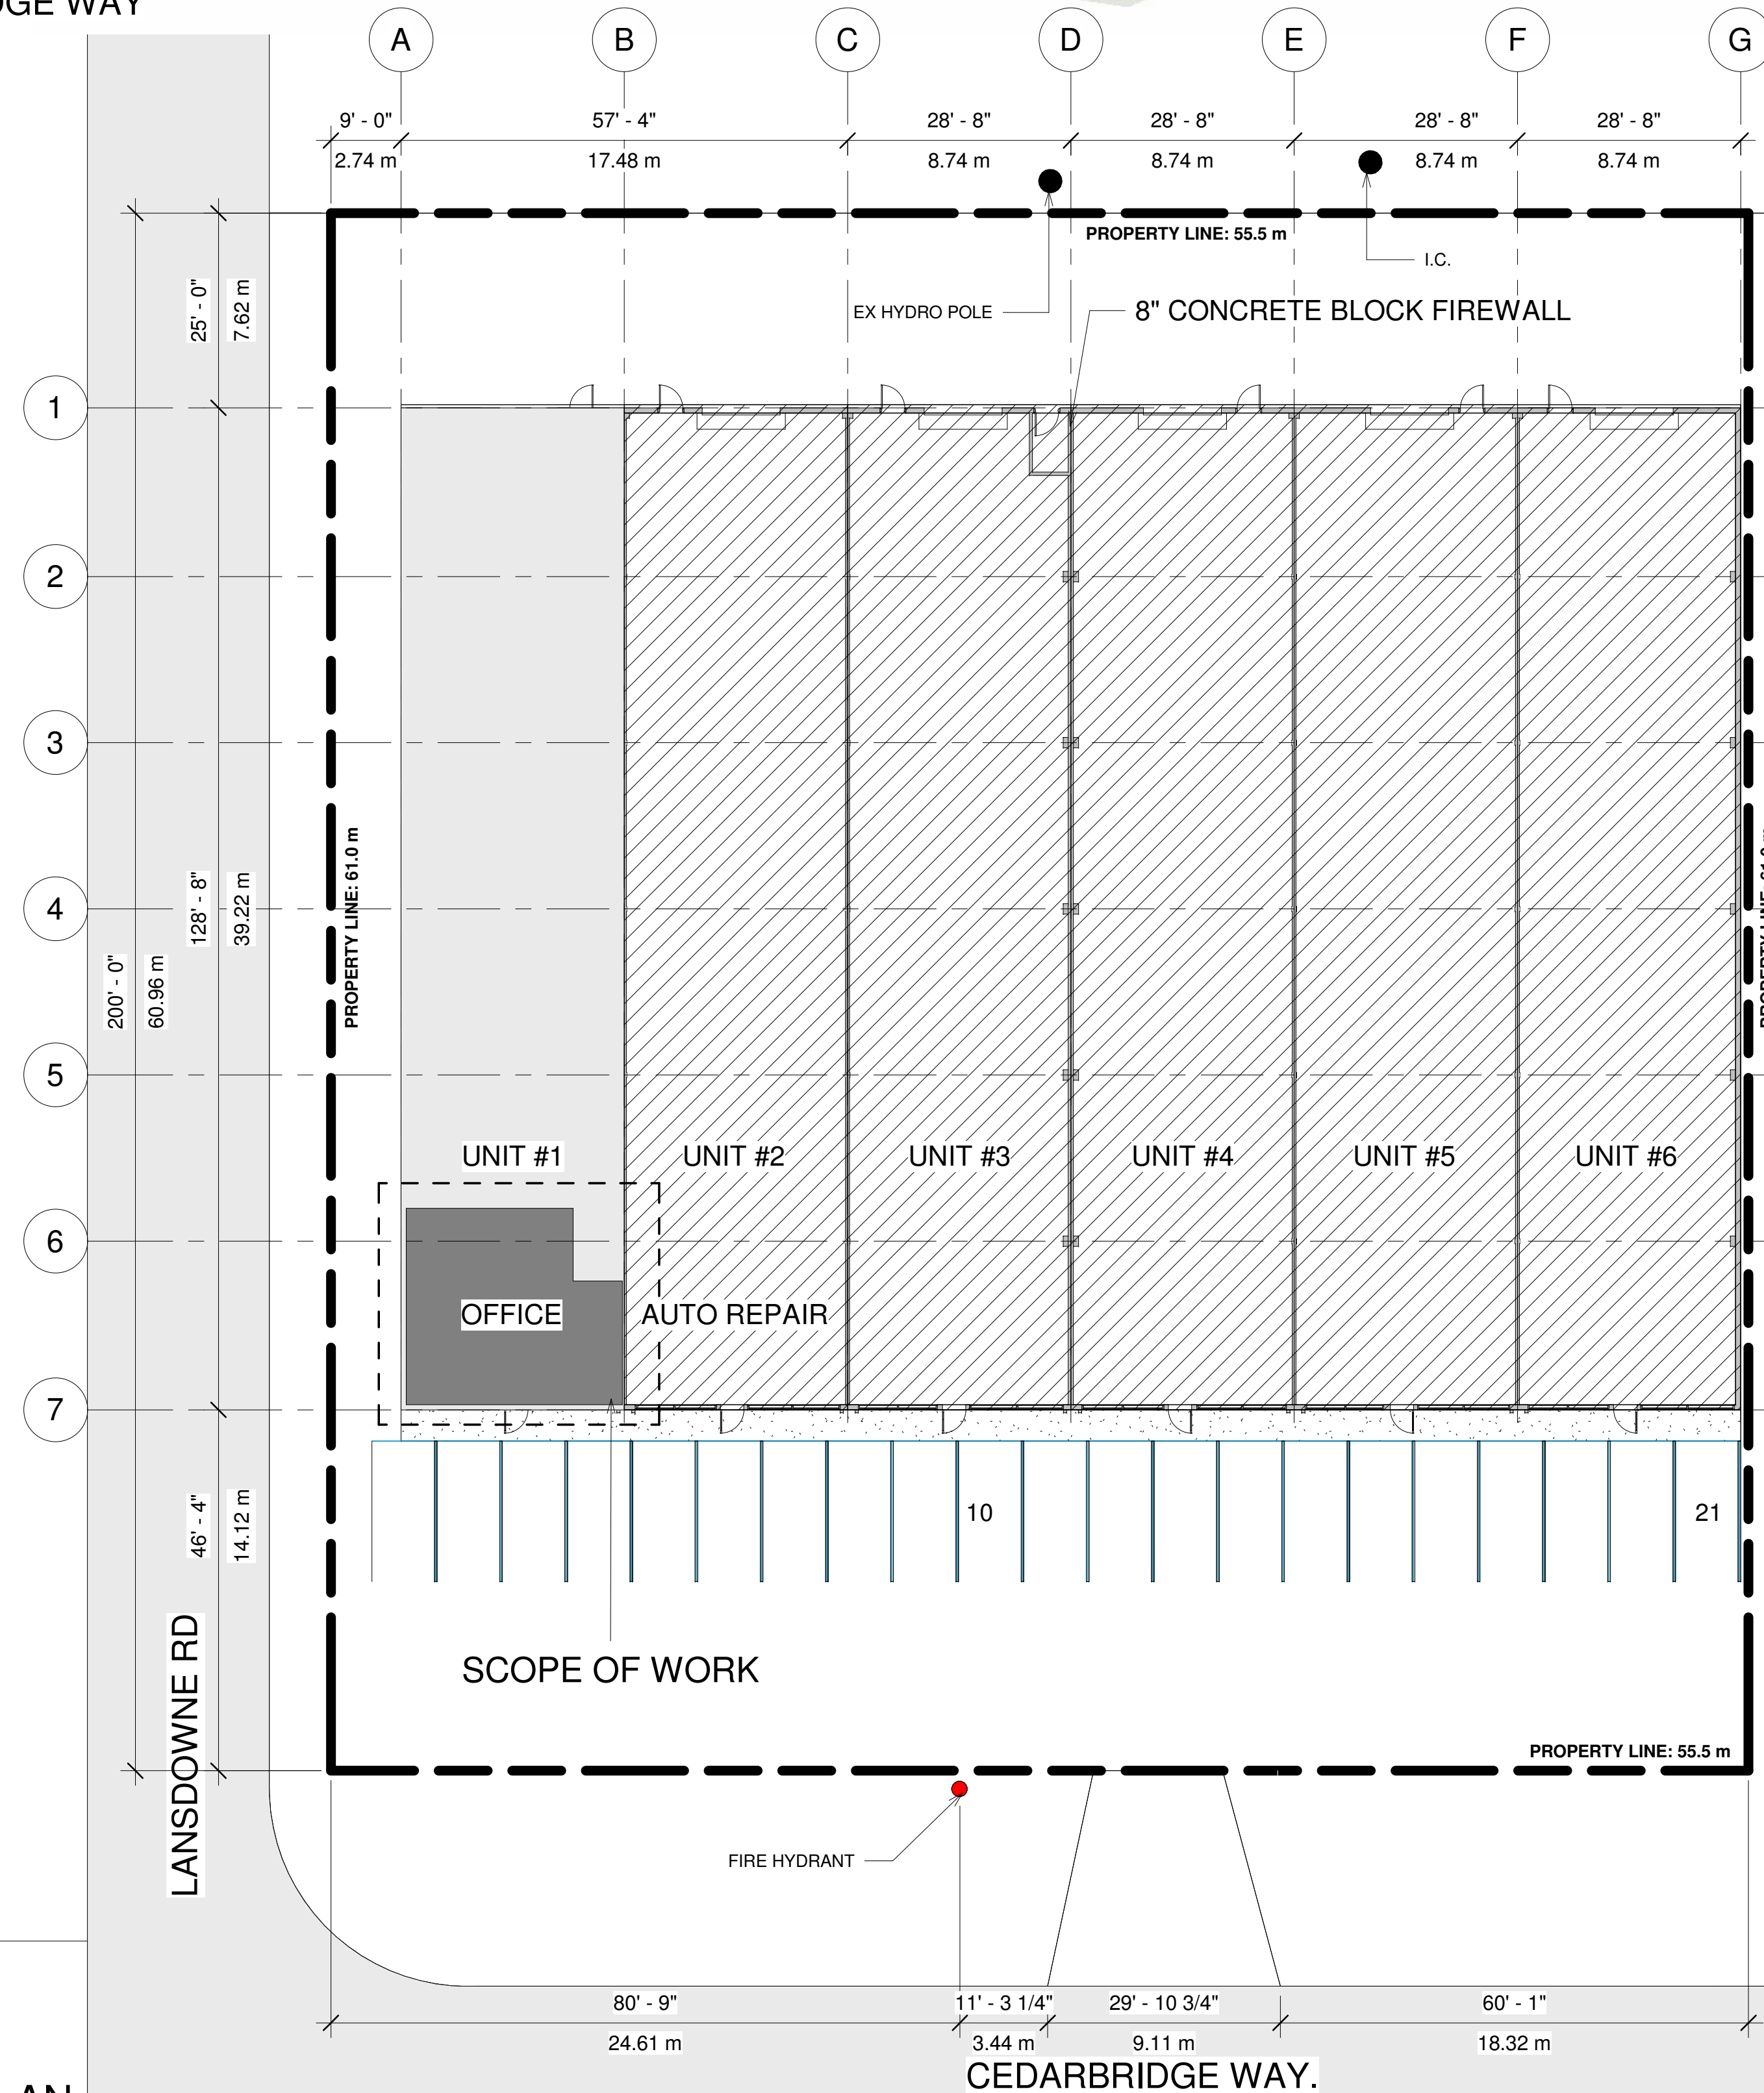 A B C D E F G
9' - 0" 57' - 4" 28' - 8" 28' - 8" 28' - 8" 28' - 8"
2.74 m 17.48 m 8.74 m 8.74 m 8.74 m 8.74 m
PROPERTY LINE: 55.5 m
I.C.
EX HYDRO POLE
8" CONCRETE BLOCK FIREWALL
25' - 0"
7.62 m
1
2
3
4
5
6
7
128' - 8"
39.22 m
200' - 0"
60.96 m
PROPERTY LINE: 61.0 m
UNIT #1 UNIT #2 UNIT #3 UNIT #4 UNIT #5 UNIT #6
OFFICE AUTO REPAIR
10 21
46' - 4"
14.12 m
SCOPE OF WORK
LANSDOWNE RD
PROPERTY LINE: 55.5 m
FIRE HYDRANT
80' - 9" 11' - 3 1/4" 29' - 10 3/4" 60' - 1"
24.61 m 3.44 m 9.11 m 18.32 m
CEDARBRIDGE WAY.